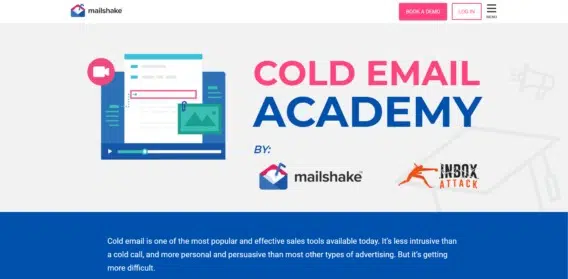 mailshake
BOOK A DEMO
LOG IN
MENU
COLD EMAIL
ACADEMY
BY:
mailshake
INBOX
ATTACK
Cold email is one of the most popular and effective sales tools available today. It's less intrusive than
a cold call, and more personal and persuasive than most other types of advertising. But it's getting
more difficult.